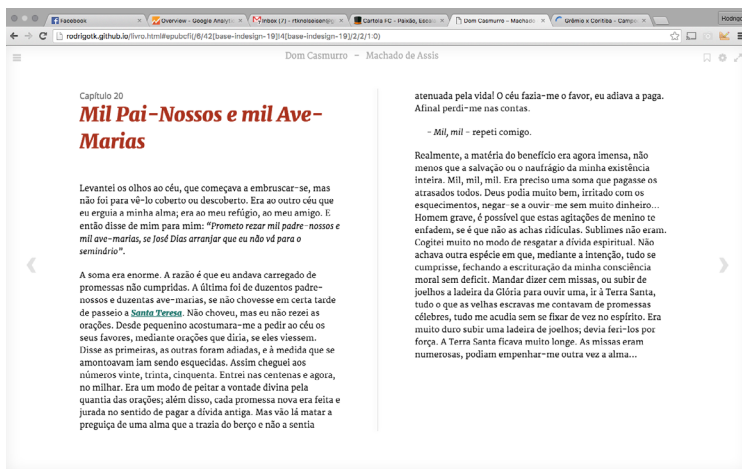 Facebook
Overview - Google Analytic
Inbox (7)
Cartola FC - Paixão, Escala
Dom Casmurro – Machado
Grêmio x Coritiba - Campe
Rodrigo
rodrigotk.github.io/livro.html#epubcfi(/6/42[base-indesign-19]!4[base-indesign-19]/2/2/1:0)
Dom Casmurro – Machado de Assis
Capítulo 20
Mil Pai-Nossos e mil Ave-
Marias
Levantei os olhos ao céu, que começava a embruscar-se, mas
não foi para vê-lo coberto ou descoberto. Era ao outro céu que
eu erguia a minha alma; era ao meu refúgio, ao meu amigo. E
então disse de mim para mim: “Prometo rezar mil padre-nossos e
mil ave-marias, se José Dias arranjar que eu não vá para o
seminário”.
A soma era enorme. A razão é que eu andava carregado de
promessas não cumpridas. A última foi de duzentos padre-
nossos e duzentas ave-marias, se não chovesse em certa tarde
de passeio a Santa Teresa. Não choveu, mas eu não rezei as
orações. Desde pequenino acostumara-me a pedir ao céu os
seus favores, mediante orações que diria, se eles viessem.
Disse as primeiras, as outras foram adiadas, e à medida que se
amontoavam iam sendo esquecidas. Assim cheguei aos
números vinte, trinta, cinquenta. Entrei nas centenas e agora,
no milhar. Era um modo de peitar a vontade divina pela
quantia das orações; além disso, cada promessa nova era feita e
jurada no sentido de pagar a dívida antiga. Mas vão lá matar a
preguiça de uma alma que a trazia do berço e não a sentia
atenuada pela vida! O céu fazia-me o favor, eu adiava a paga.
Afinal perdi-me nas contas.
– Mil, mil – repeti comigo.
Realmente, a matéria do benefício era agora imensa, não
menos que a salvação ou o naufrágio da minha existência
inteira. Mil, mil, mil. Era preciso uma soma que pagasse os
atrasados todos. Deus podia muito bem, irritado com os
esquecimentos, negar-se a ouvir-me sem muito dinheiro...
Homem grave, é possível que estas agitações de menino te
enfadem, se é que não as achas ridículas. Sublimes não eram.
Cogitei muito no modo de resgatar a dívida espiritual. Não
achava outra espécie em que, mediante a intenção, tudo se
cumprisse, fechando a escrituração da minha consciência
moral sem deficit. Mandar dizer cem missas, ou subir de
joelhos a ladeira da Glória para ouvir uma, ir à Terra Santa,
tudo o que as velhas escravas me contavam de promessas
célebres, tudo me acudia sem se fixar de vez no espírito. Era
muito duro subir uma ladeira de joelhos; devia feri-los por
força. A Terra Santa ficava muito longe. As missas eram
numerosas, podiam empenhar-me outra vez a alma...